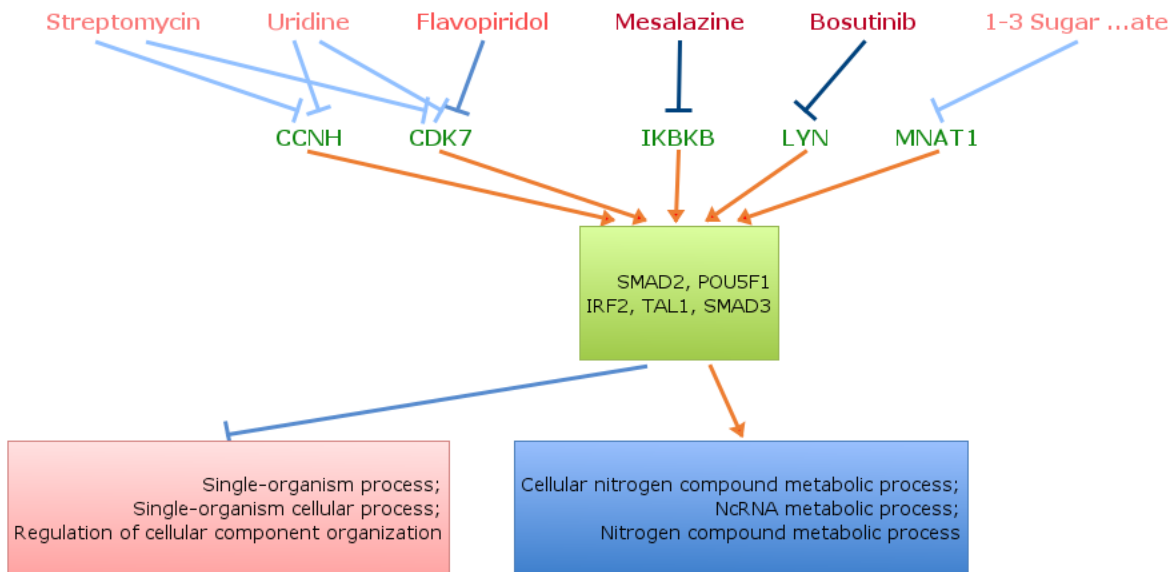 Streptomycin Uridine Flavopiridol Mesalazine Bosutinib 1-3 Sugar ...ate
CCNH CDK7 IKBKB LYN MNAT1
SMAD2, POU5F1
IRF2, TAL1, SMAD3
Single-organism process;
Single-organism cellular process;
Regulation of cellular component organization
Cellular nitrogen compound metabolic process;
NcRNA metabolic process;
Nitrogen compound metabolic process